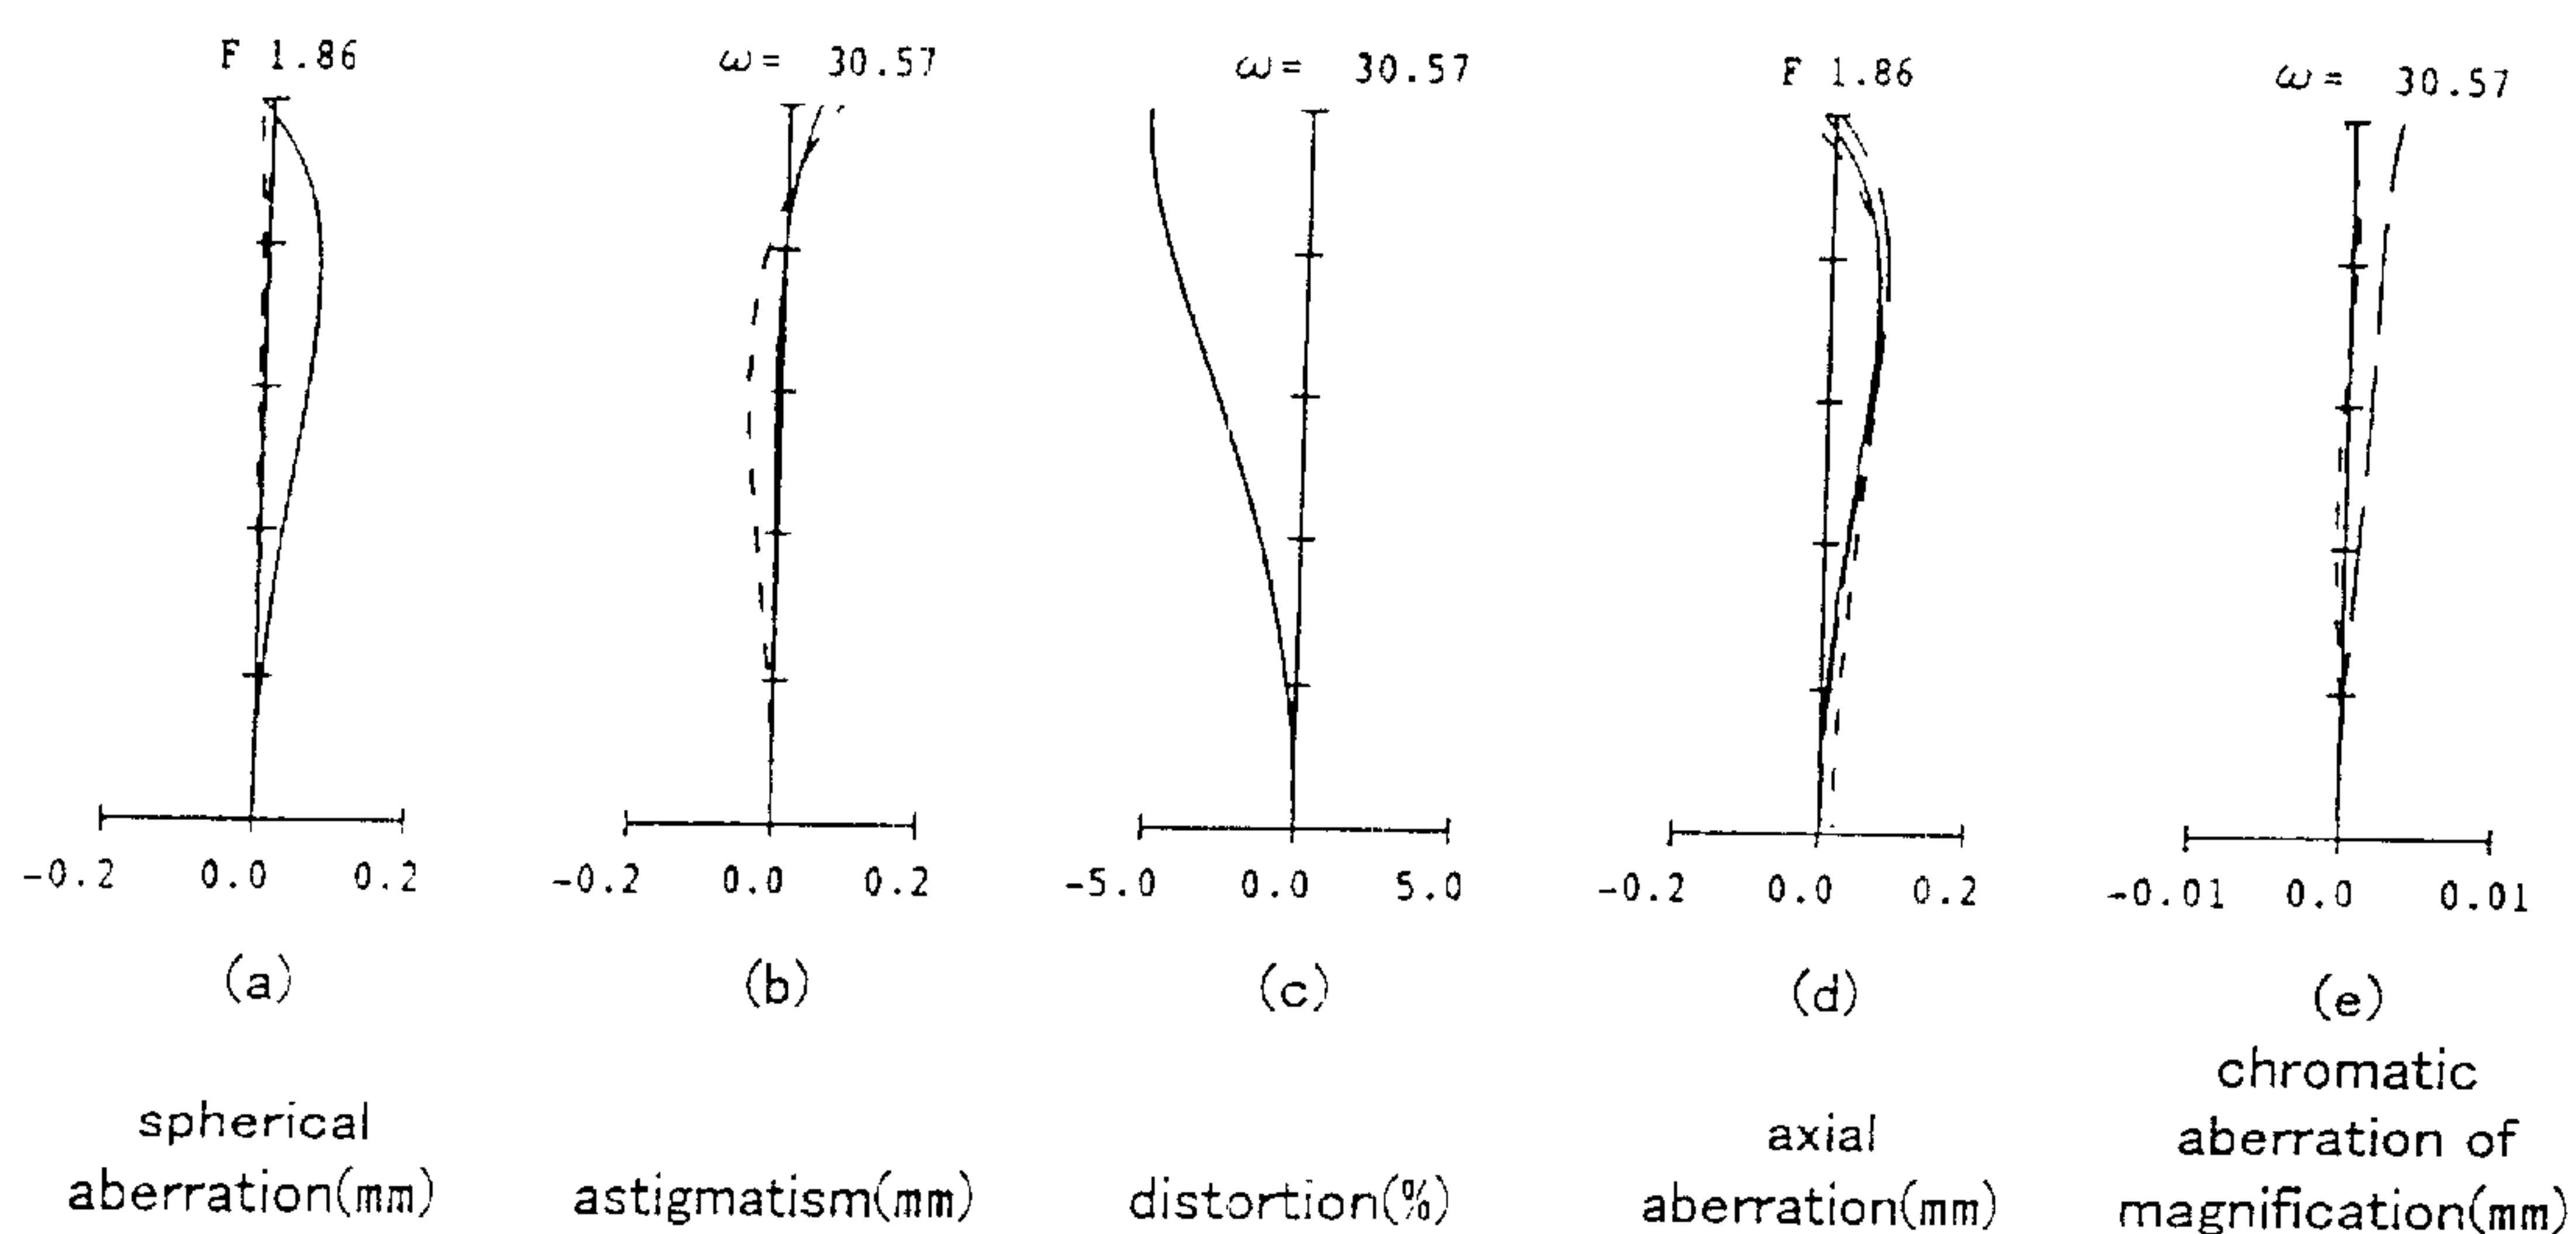 F 1.86
ω= 30.57
ω= 30.57
F 1.86
ω= 30.57
-0.2 0.0 0.2
-0.2 0.0 0.2
-5.0 0.0 5.0
-0.2 0.0 0.2
-0.01 0.0 0.01
(a)
(b)
(c)
(d)
(e)
spherical
aberration(mm)
astigmatism(mm)
distortion(%)
axial
aberration(mm)
chromatic
aberration of
magnification(mm)